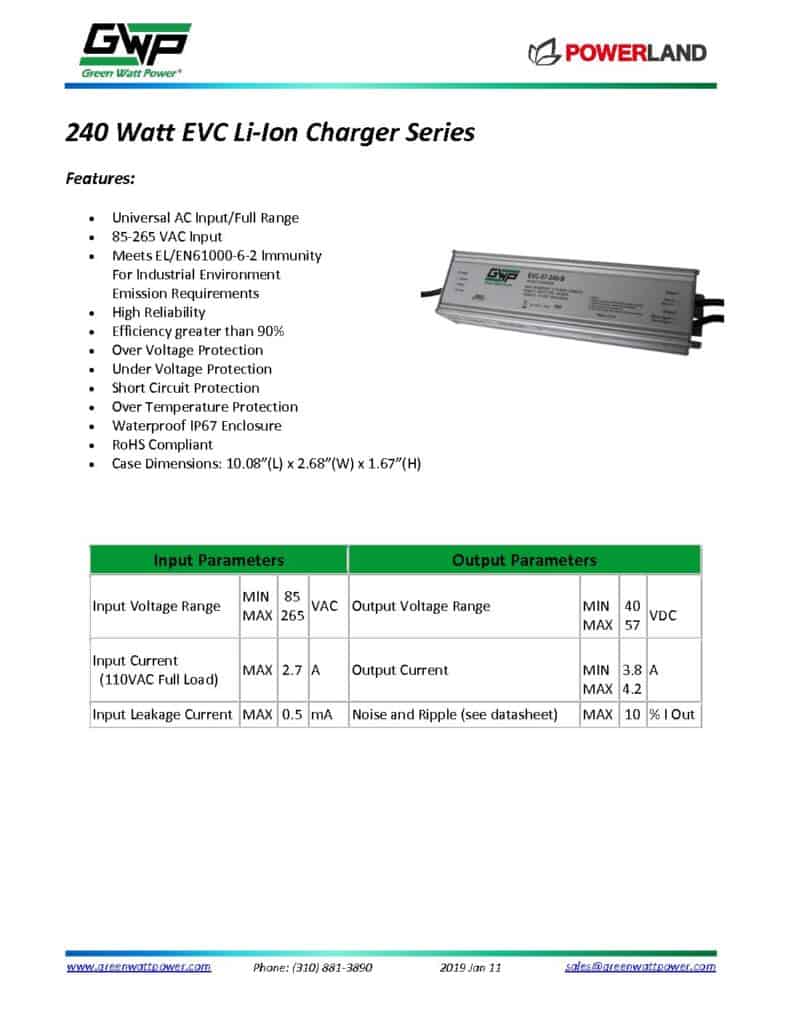 GWP
Green Watt Power®
POWERLAND
240 Watt EVC Li-Ion Charger Series
Features:
• Universal AC Input/Full Range
• 85-265 VAC Input
• Meets EL/EN61000-6-2 Immunity
For Industrial Environment
Emission Requirements
• High Reliability
• Efficiency greater than 90%
• Over Voltage Protection
• Under Voltage Protection
• Short Circuit Protection
• Over Temperature Protection
• Waterproof IP67 Enclosure
• RoHS Compliant
• Case Dimensions: 10.08”(L) x 2.68”(W) x 1.67”(H)
GWP
EVC-57-240-B
Input Parameters Output Parameters
Input Voltage Range MIN 85 MAX 265 VAC Output Voltage Range MIN 40 MAX 57 VDC
Input Current
(110VAC Full Load) MAX 2.7 A Output Current MIN 3.8 MAX 4.2 A
Input Leakage Current MAX 0.5 mA Noise and Ripple (see datasheet) MAX 10 % I Out
www.greenwattpower.com Phone: (310) 881-3890 2019 Jan 11 sales@greenwattpower.com